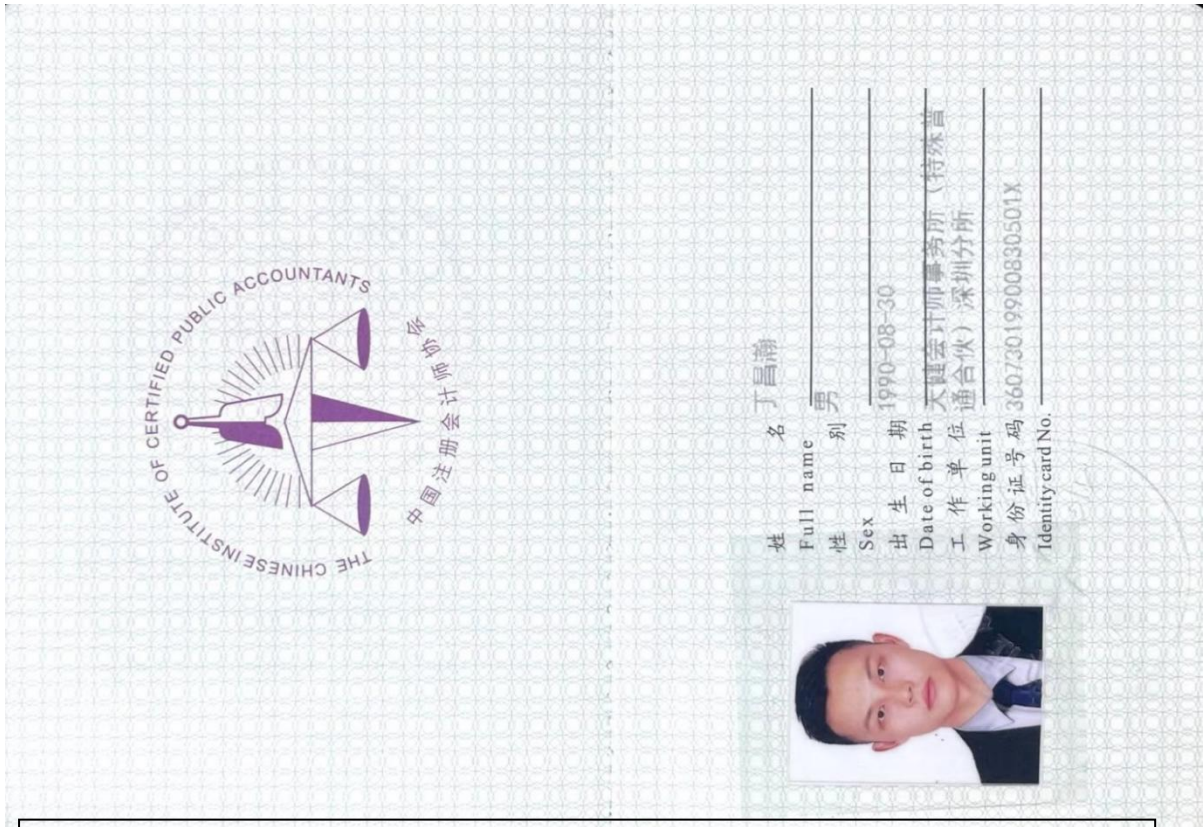 THE CHINESE INSTITUTE OF CERTIFIED PUBLIC ACCOUNTANTS
中国注册会计师协会
姓 名 丁昌瀚
Full name
性 别 男
Sex
出 生 日 期 1990-08-30
Date of birth
工 作 单 位 天健会计师事务所（特殊普
通合伙）深圳分所
Working unit
身份证号码 36073019900830501X
Identity card No.